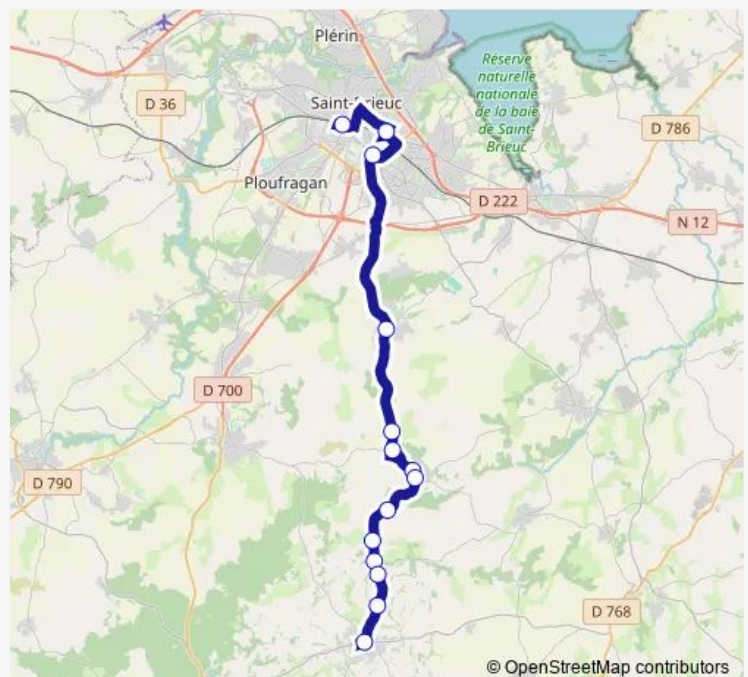 Plérin
Saint-Brieuc
D 36
Réserve
naturelle
nationale
de la baie
de Saint-
Brieuc
D 786
Ploufragan
D 222
N 12
D 700
D 790
D 768
© OpenStreetMap contributors